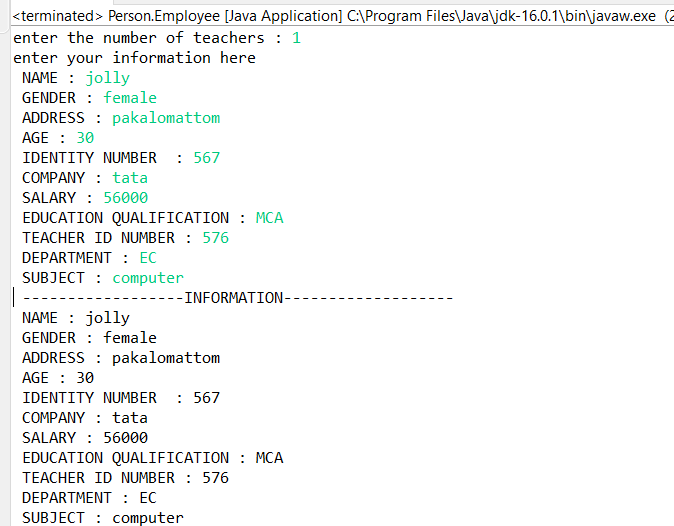 <terminated> Person.Employee [Java Application] C:\Program Files\Java\jdk-16.0.1\bin\javaw.exe (2
enter the number of teachers : 1
enter your information here
NAME : jolly
GENDER : female
ADDRESS : pakalomattom
AGE : 30
IDENTITY NUMBER  : 567
COMPANY : tata
SALARY : 56000
EDUCATION QUALIFICATION : MCA
TEACHER ID NUMBER : 576
DEPARTMENT : EC
SUBJECT : computer
------------------INFORMATION-------------------
NAME : jolly
GENDER : female
ADDRESS : pakalomattom
AGE : 30
IDENTITY NUMBER  : 567
COMPANY : tata
SALARY : 56000
EDUCATION QUALIFICATION : MCA
TEACHER ID NUMBER : 576
DEPARTMENT : EC
SUBJECT : computer